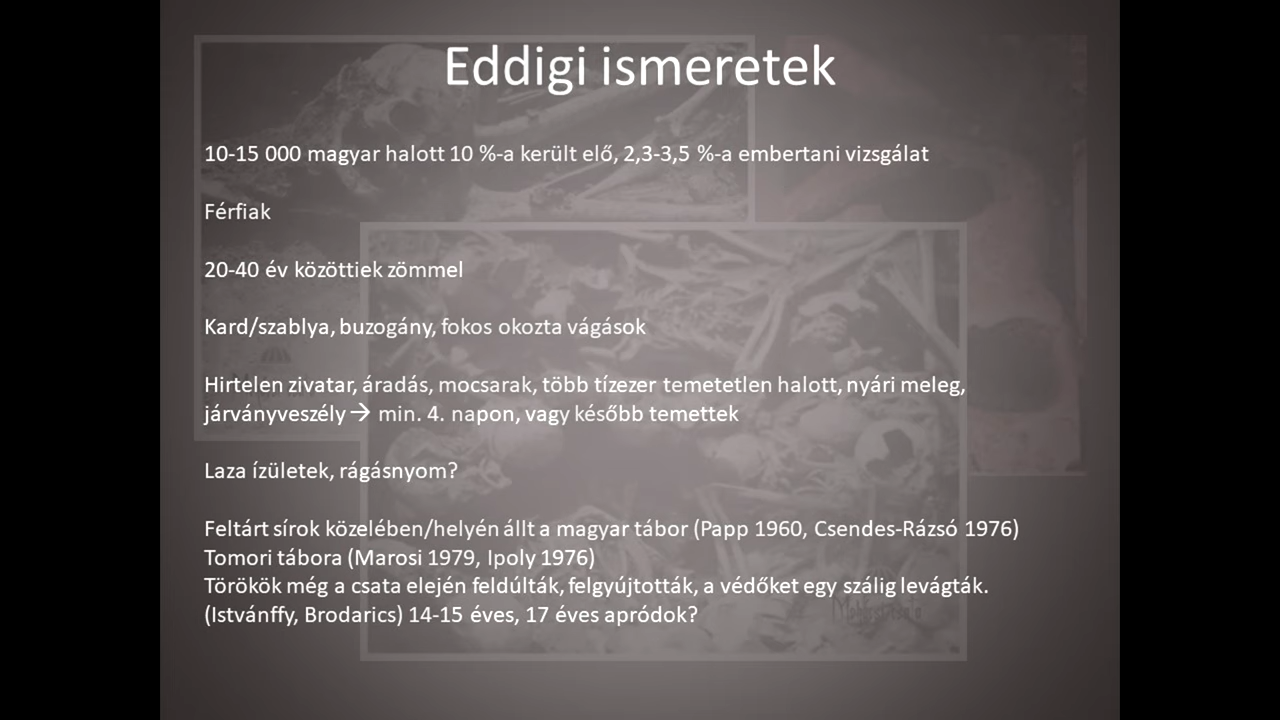 Eddigi ismeretek
10-15 000 magyar halott 10 %-a került elő, 2,3-3,5 %-a embertani vizsgálat
Férfiak
20-40 év közöttiek zömmel
Kard/szablya, buzogány, fokos okozta vágások
Hirtelen zivatar, áradás, mocsarak, több tízezer temetetlen halott, nyári meleg,
járványveszély → min. 4. napon, vagy később temettek
Laza ízületek, rágásnyom?
Feltárt sírok közelében/helyén állt a magyar tábor (Papp 1960, Csendes-Rázsó 1976)
Tomori tábora (Marosi 1979, Ipoly 1976)
Törökök még a csata elején feldúlták, felgyújtották, a védőket egy szálig levágták.
(Istvánffy, Brodarics) 14-15 éves, 17 éves apródok?